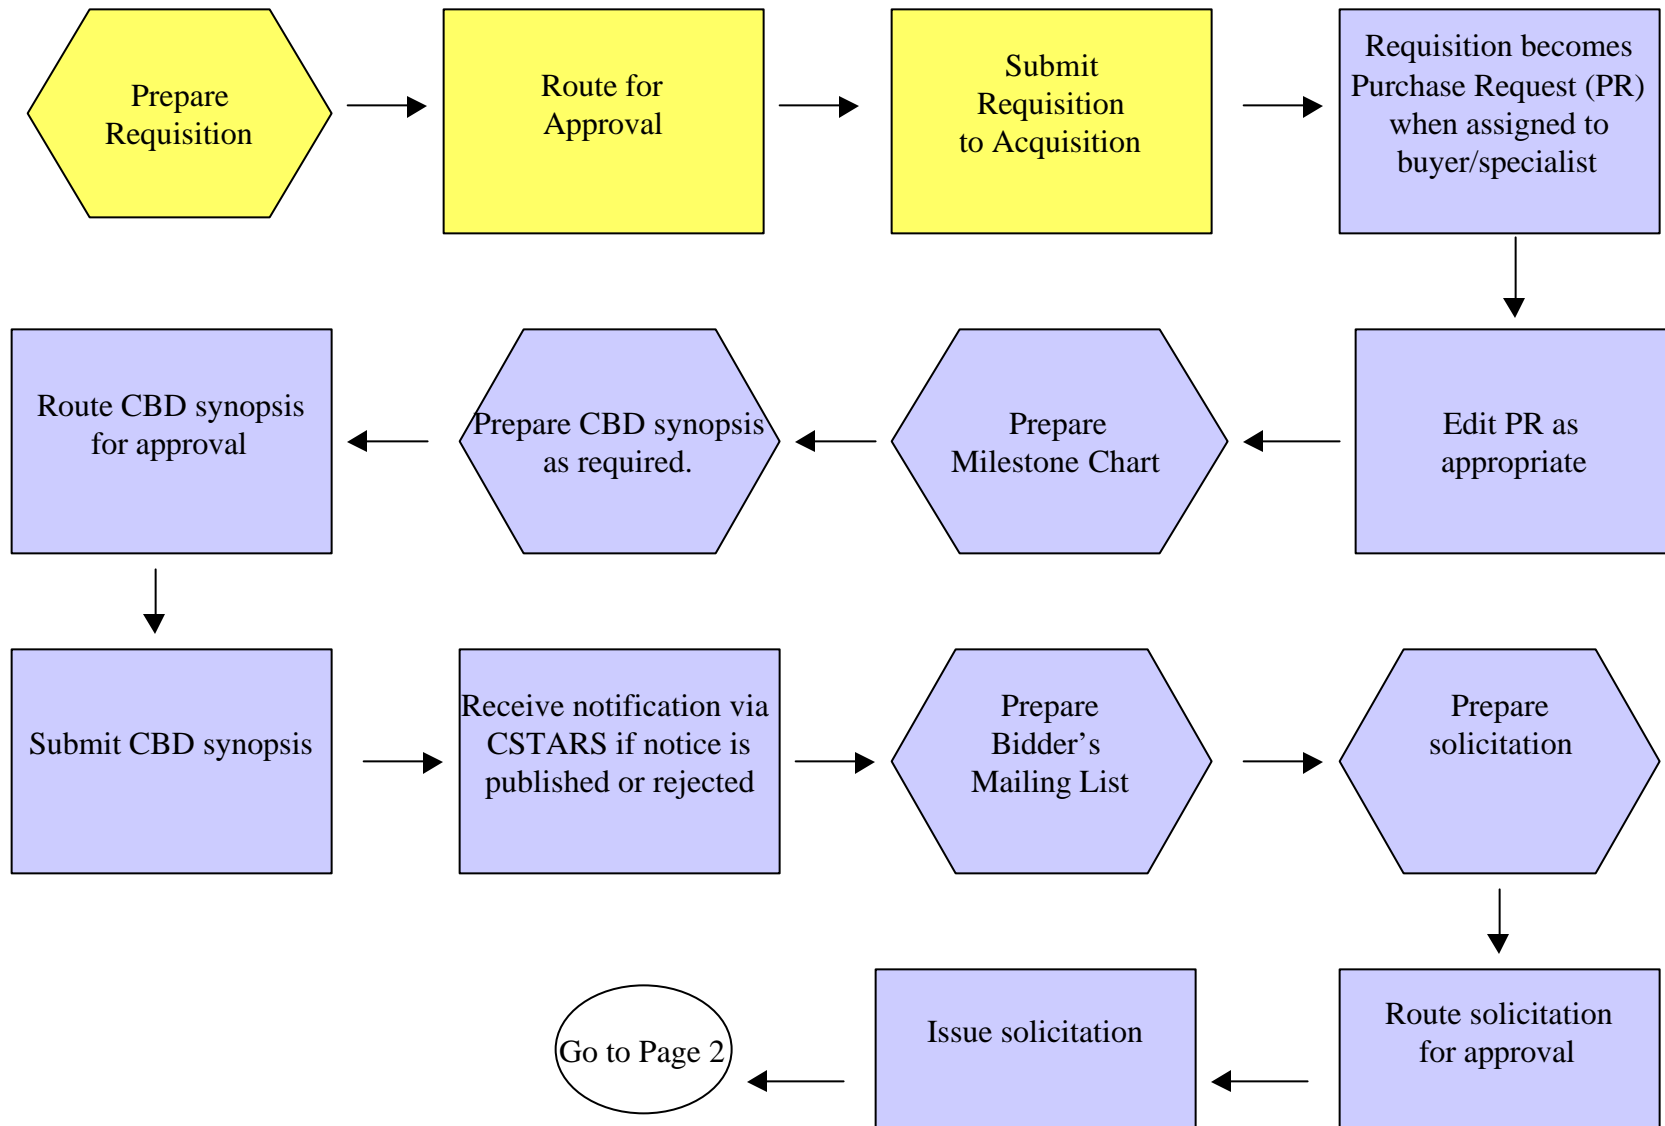 Prepare
Requisition
Route for
Approval
Submit
Requisition
to Acquisition
Requisition becomes
Purchase Request (PR)
when assigned to
buyer/specialist
Route CBD synopsis
for approval
Prepare CBD synopsis
as required.
Prepare
Milestone Chart
Edit PR as
appropriate
Submit CBD synopsis
Receive notification via
CSTARS if notice is
published or rejected
Prepare
Bidder’s
Mailing List
Prepare
solicitation
Go to Page 2
Issue solicitation
Route solicitation
for approval